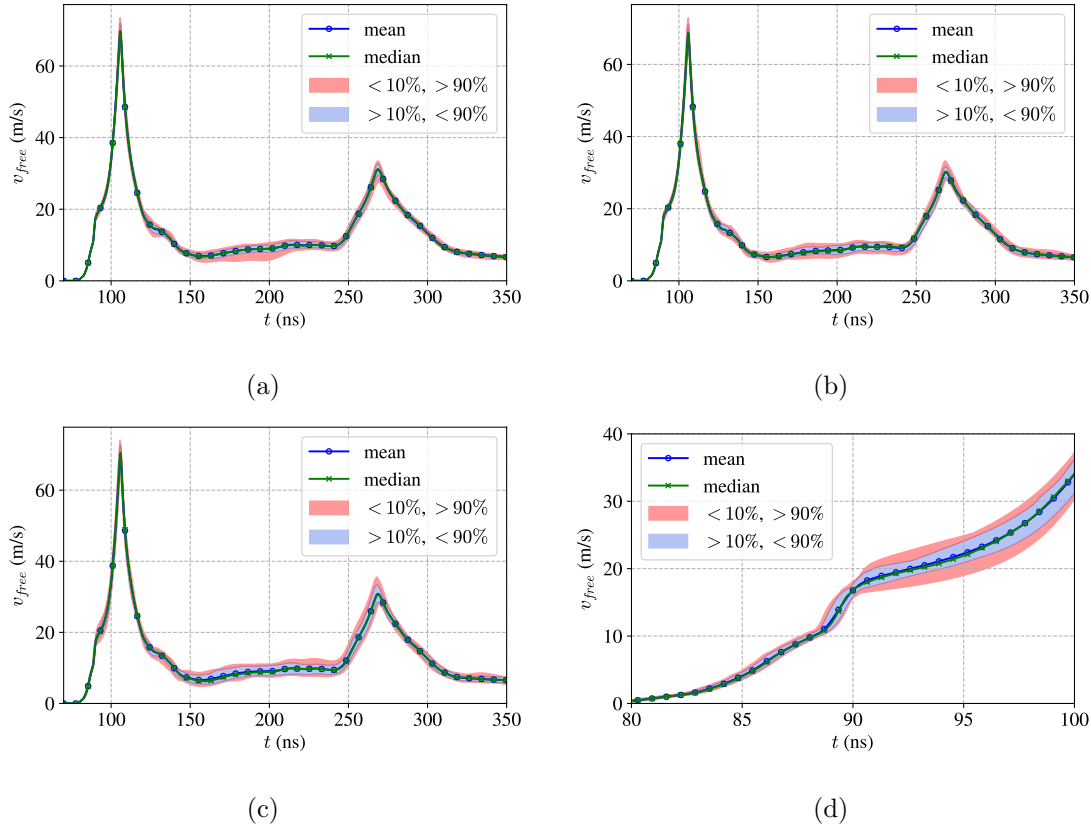 mean
median
< 10%, > 90%
> 10%, < 90%
60
40
20
0
v_free (m/s)
100 150 200 250 300 350
t (ns)
(a)
mean
median
< 10%, > 90%
> 10%, < 90%
60
40
20
0
v_free (m/s)
100 150 200 250 300 350
t (ns)
(b)
mean
median
< 10%, > 90%
> 10%, < 90%
60
40
20
0
v_free (m/s)
100 150 200 250 300 350
t (ns)
(c)
mean
median
< 10%, > 90%
> 10%, < 90%
40
30
20
10
0
v_free (m/s)
80 85 90 95 100
t (ns)
(d)